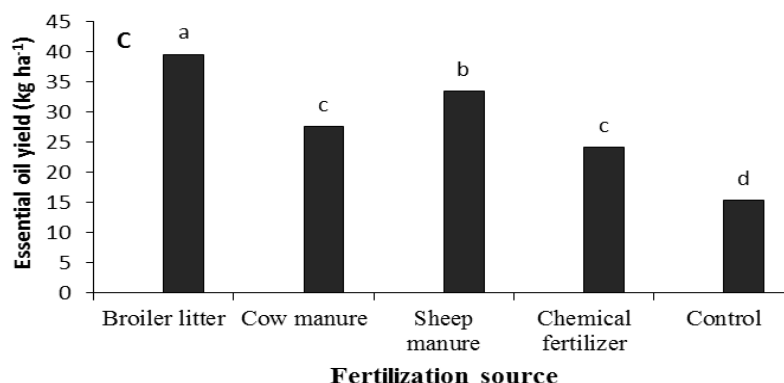 Essential oil yield (kg ha⁻¹)
45
40
35
30
25
20
15
10
5
0
C
a
c
b
c
d
Broiler litter
Cow manure
Sheep
manure
Chemical
fertilizer
Control
Fertilization source